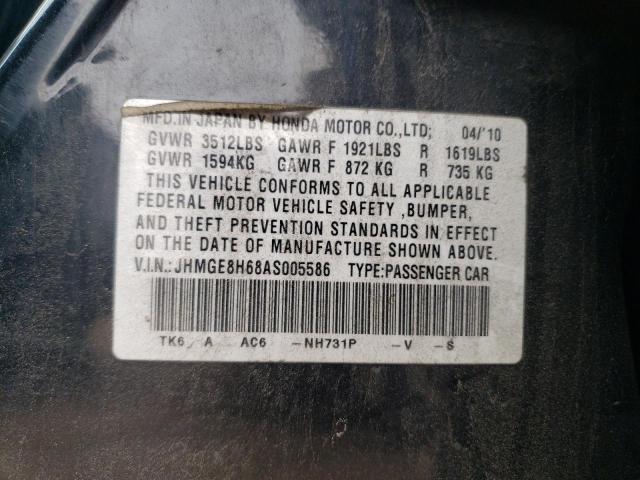 MFD.IN JAPAN BY HONDA MOTOR CO.,LTD; 04/'10
GVWR 3512LBS GAWR F 1921LBS R 1619LBS
GVWR 1594KG GAWR F 872 KG R 735 KG
THIS VEHICLE CONFORMS TO ALL APPLICABLE
FEDERAL MOTOR VEHICLE SAFETY ,BUMPER,
AND THEFT PREVENTION STANDARDS IN EFFECT
ON THE DATE OF MANUFACTURE SHOWN ABOVE.
V.I.N.: JHMGE8H68AS005586 TYPE:PASSENGER CAR
TK6 A AC6 -NH731P -V -S